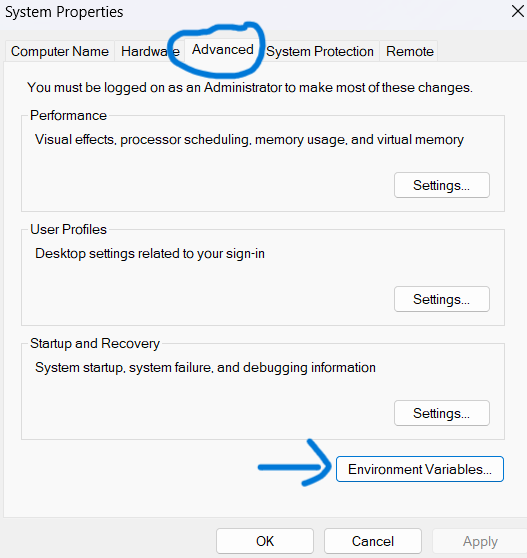 System Properties
Computer Name Hardware Advanced System Protection Remote
You must be logged on as an Administrator to make most of these changes.
Performance
Visual effects, processor scheduling, memory usage, and virtual memory
Settings...
User Profiles
Desktop settings related to your sign-in
Settings...
Startup and Recovery
System startup, system failure, and debugging information
Settings...
Environment Variables...
OK Cancel Apply